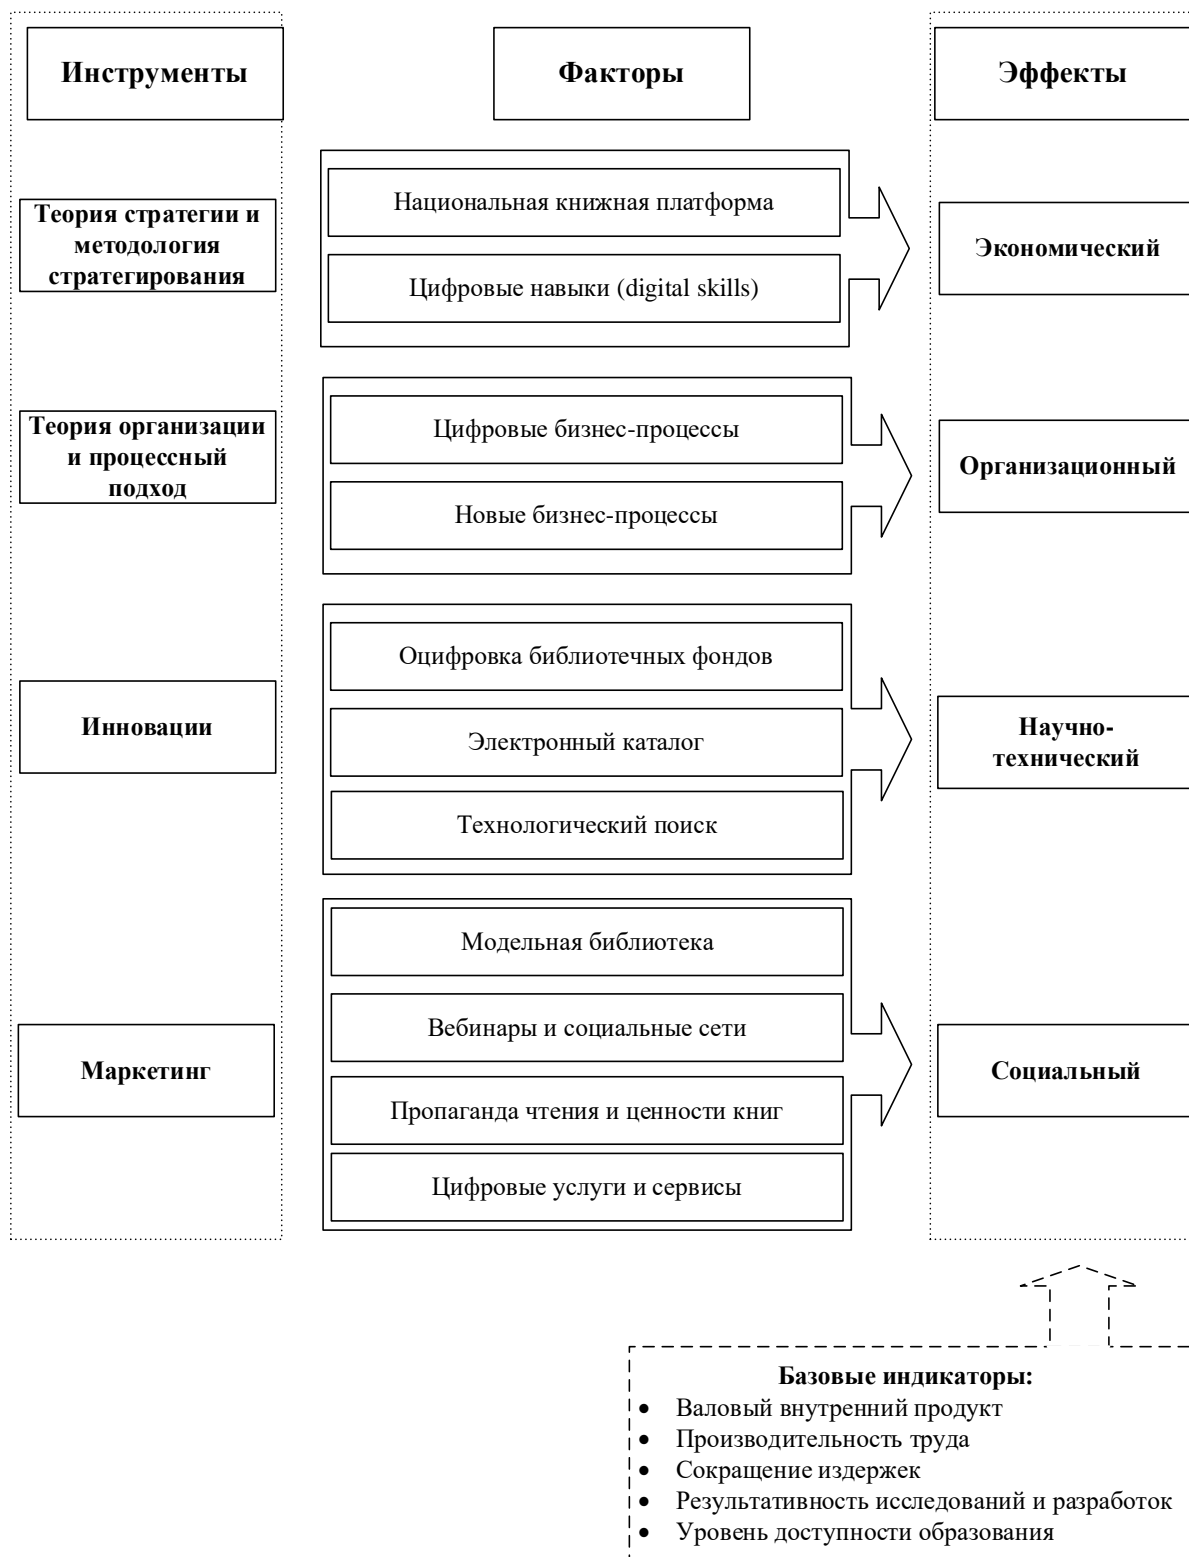 Инструменты
Факторы
Эффекты
Теория стратегии и
методология
стратегирования
Национальная книжная платформа
Цифровые навыки (digital skills)
Экономический
Теория организации
и процессный
подход
Цифровые бизнес-процессы
Новые бизнес-процессы
Организационный
Инновации
Оцифровка библиотечных фондов
Электронный каталог
Технологический поиск
Научно-
технический
Маркетинг
Модельная библиотека
Вебинары и социальные сети
Пропаганда чтения и ценности книг
Цифровые услуги и сервисы
Социальный
Базовые индикаторы:
• Валовый внутренний продукт
• Производительность труда
• Сокращение издержек
• Результативность исследований и разработок
• Уровень доступности образования